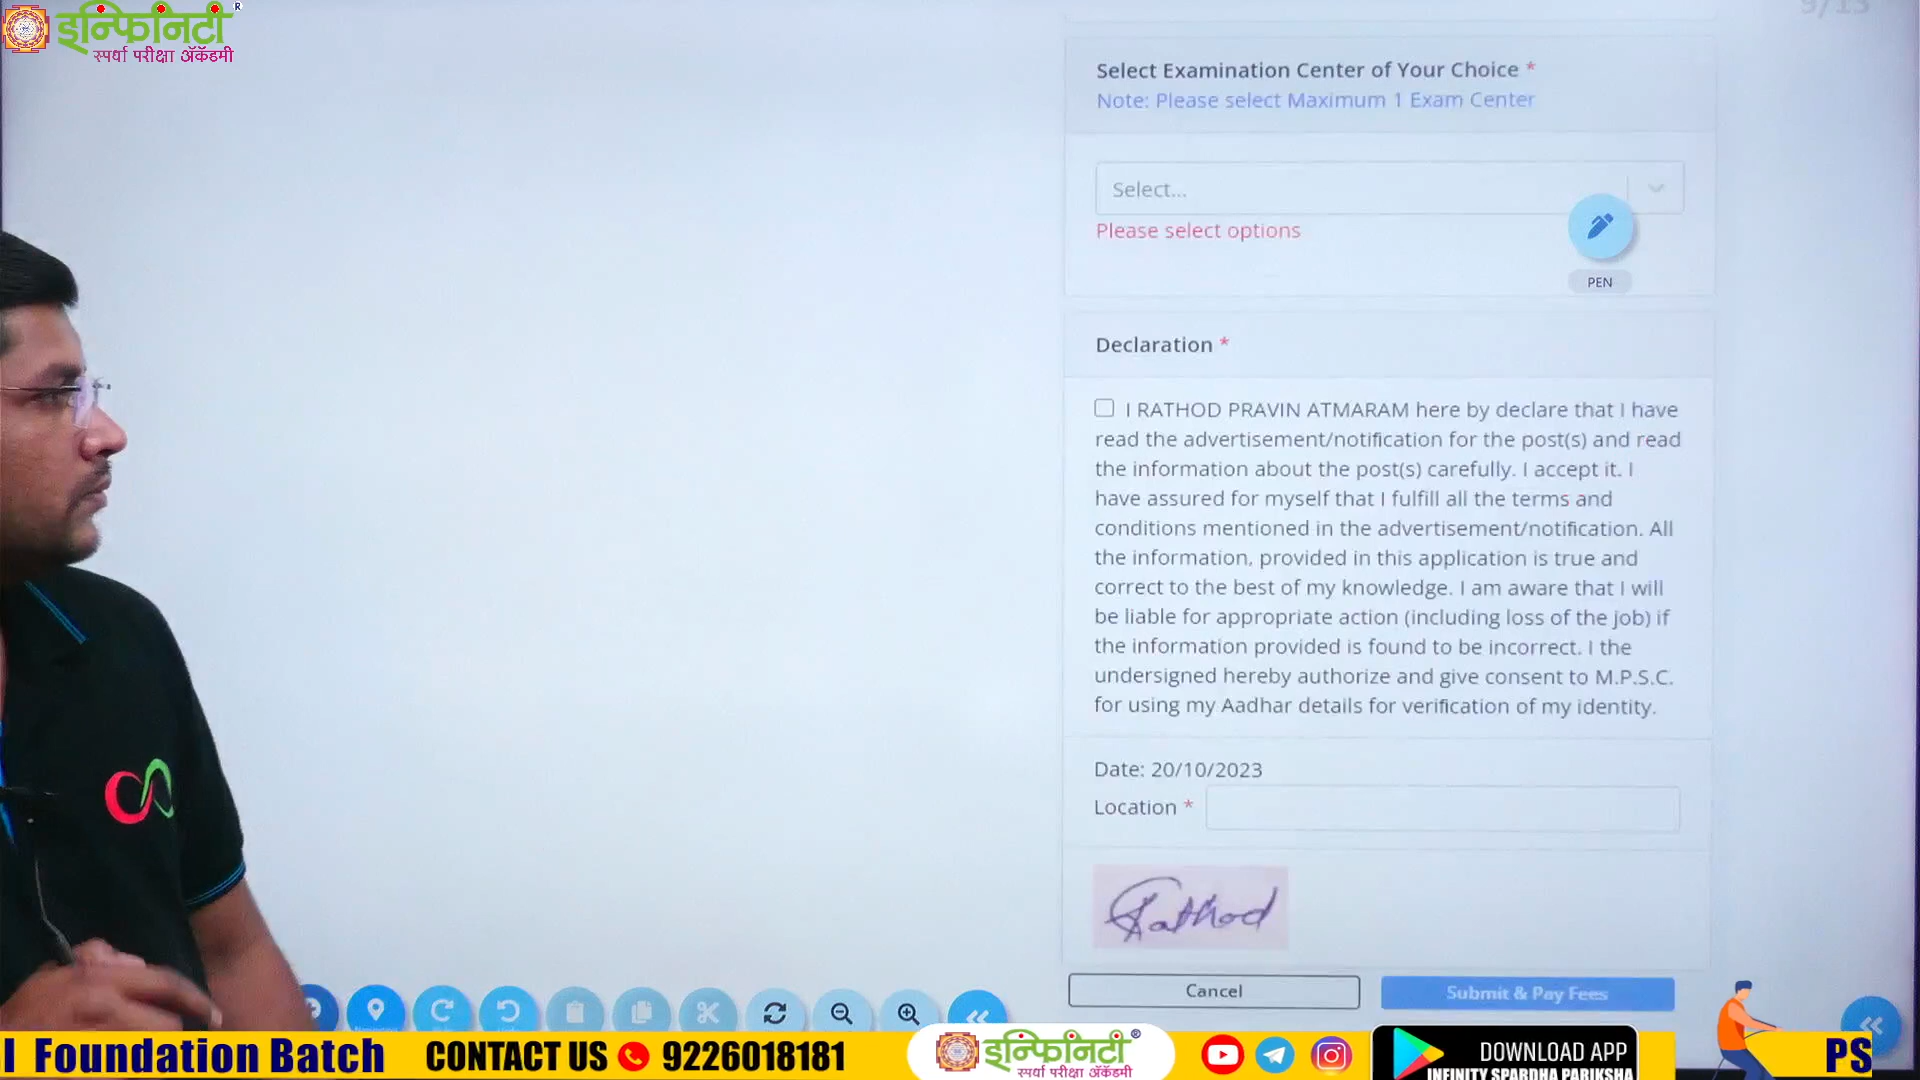 इन्फिनिटी
®
स्पर्धा परीक्षा ॲकॅडमी
9/15
Select Examination Center of Your Choice *
Note: Please select Maximum 1 Exam Center
Select...
Please select options
PEN
Declaration *
I RATHOD PRAVIN ATMARAM here by declare that I have
read the advertisement/notification for the post(s) and read
the information about the post(s) carefully. I accept it. I
have assured for myself that I fulfill all the terms and
conditions mentioned in the advertisement/notification. All
the information, provided in this application is true and
correct to the best of my knowledge. I am aware that I will
be liable for appropriate action (including loss of the job) if
the information provided is found to be incorrect. I the
undersigned hereby authorize and give consent to M.P.S.C.
for using my Aadhar details for verification of my identity.
Date: 20/10/2023
Location *
Rathod
Cancel
Submit & Pay Fees
Foundation Batch
CONTACT US 9226018181
इन्फिनिटी ®
स्पर्धा परीक्षा ॲकॅडमी
DOWNLOAD APP
INFINITY SPARDHA PARIKSHA
PS